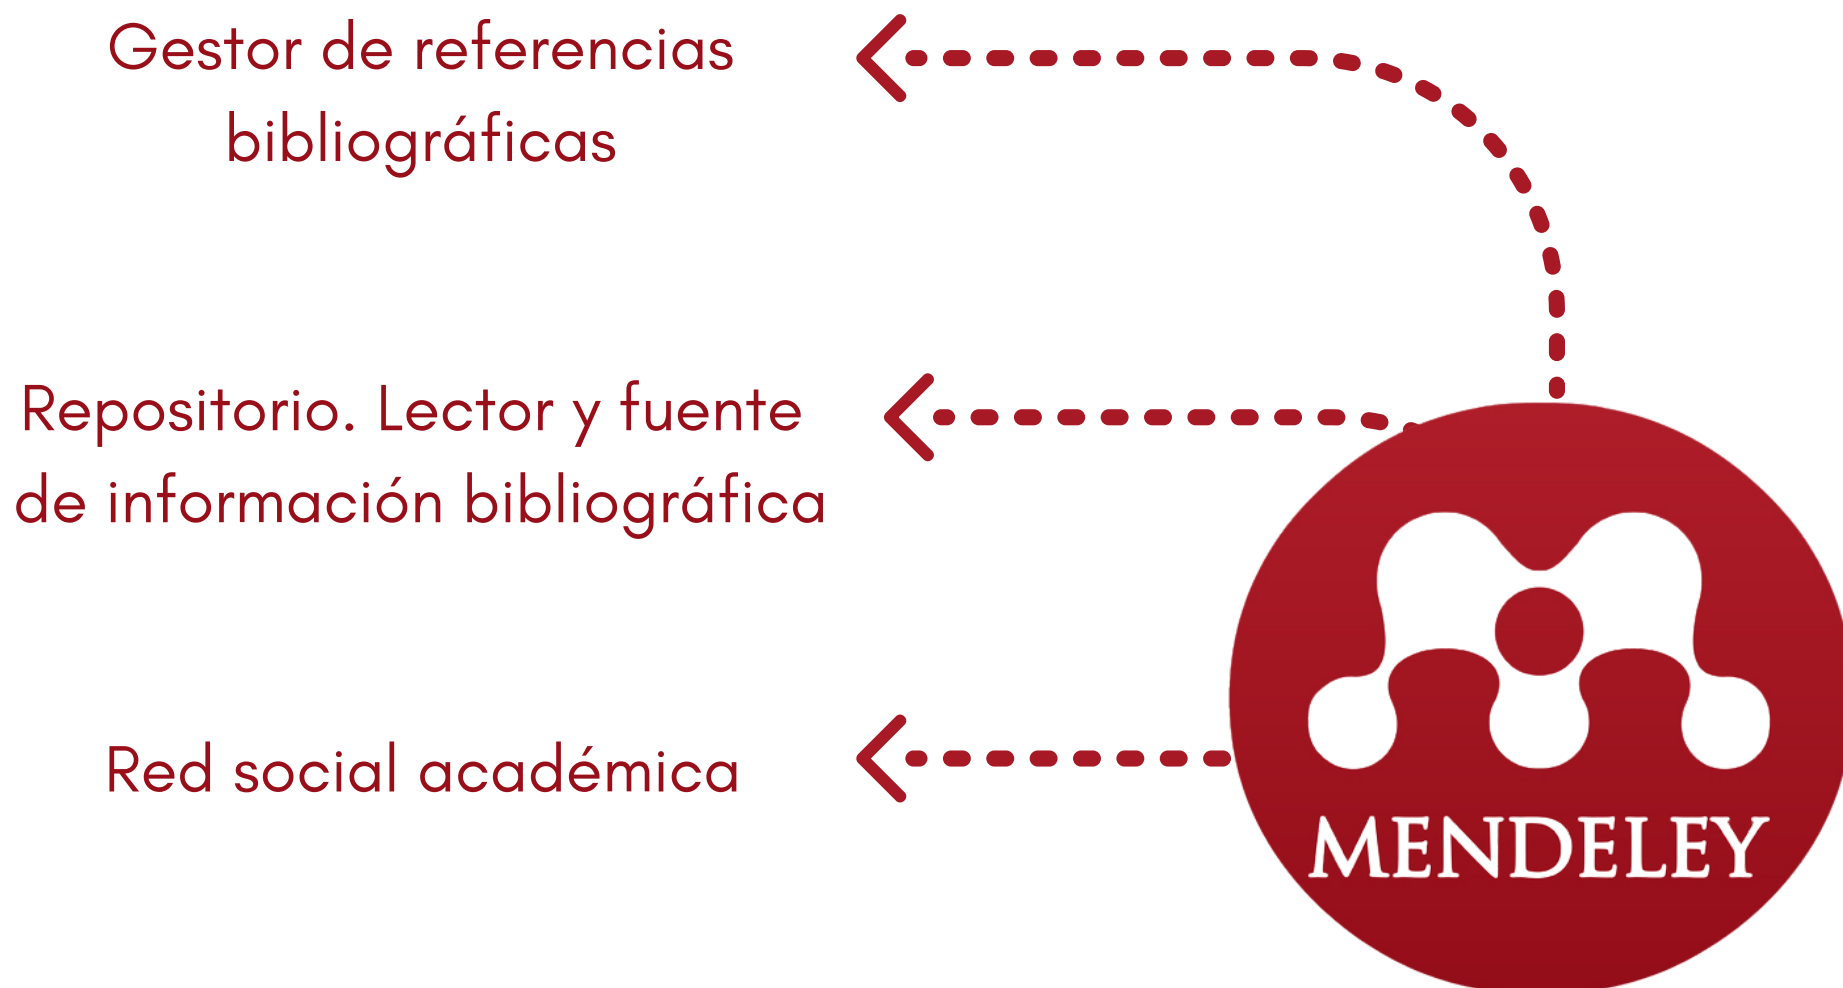 Gestor de referencias
bibliográficas
Repositorio. Lector y fuente
de información bibliográfica
Red social académica
MENDELEY